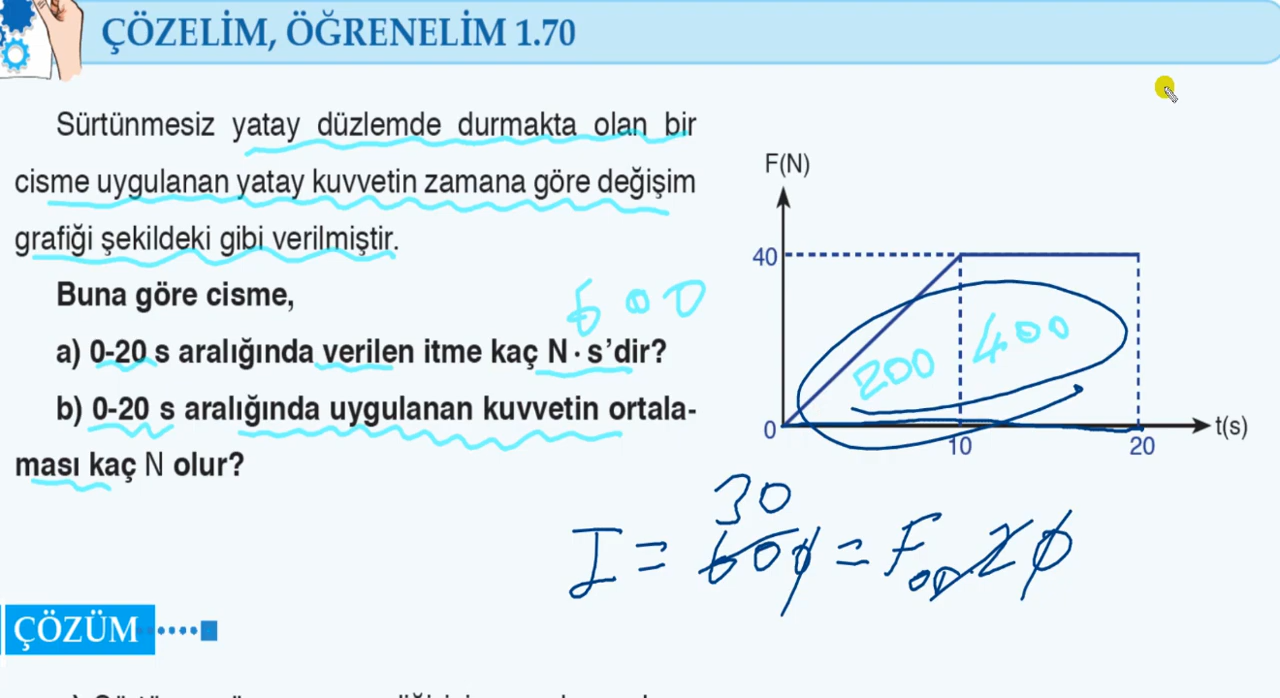 ÇÖZELİM, ÖĞRENELİM 1.70
Sürtünmesiz yatay düzlemde durmakta olan bir
cisme uygulanan yatay kuvvetin zamana göre değişim
grafiği şekildeki gibi verilmiştir.
Buna göre cisme,
600
a) 0-20 s aralığında verilen itme kaç N·s'dir?
b) 0-20 s aralığında uygulanan kuvvetin ortala-
ması kaç N olur?
F(N)
40
200 400
0
10
20
t(s)
30
I = 600 = For 20
ÇÖZÜM